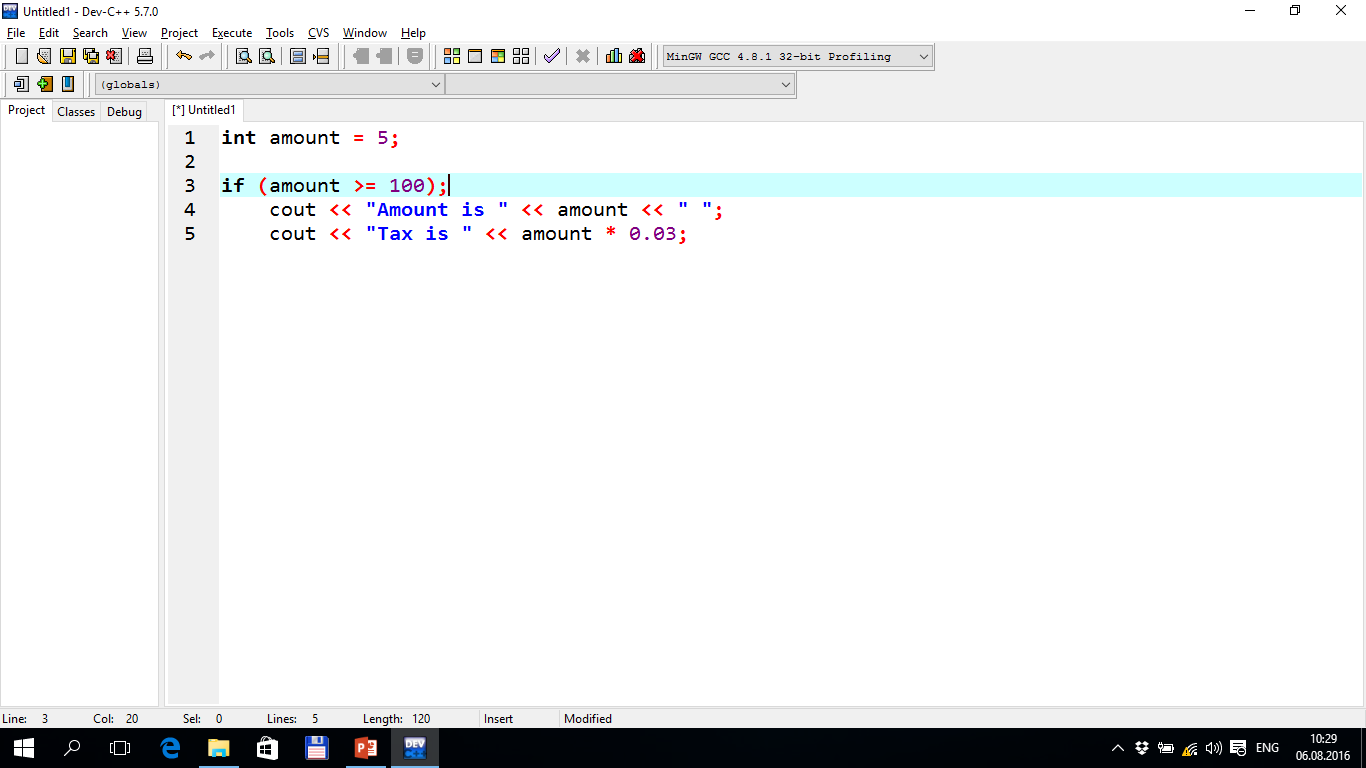 Untitled1 - Dev-C++ 5.7.0
File Edit Search View Project Execute Tools CVS Window Help
MinGW GCC 4.8.1 32-bit Profiling
(globals)
Project Classes Debug [*] Untitled1
1 int amount = 5;
2
3 if (amount >= 100);
4     cout << "Amount is " << amount << " ";
5     cout << "Tax is " << amount * 0.03;
Line: 3 Col: 20 Sel: 0 Lines: 5 Length: 120 Insert Modified
ENG 10:29
06.08.2016